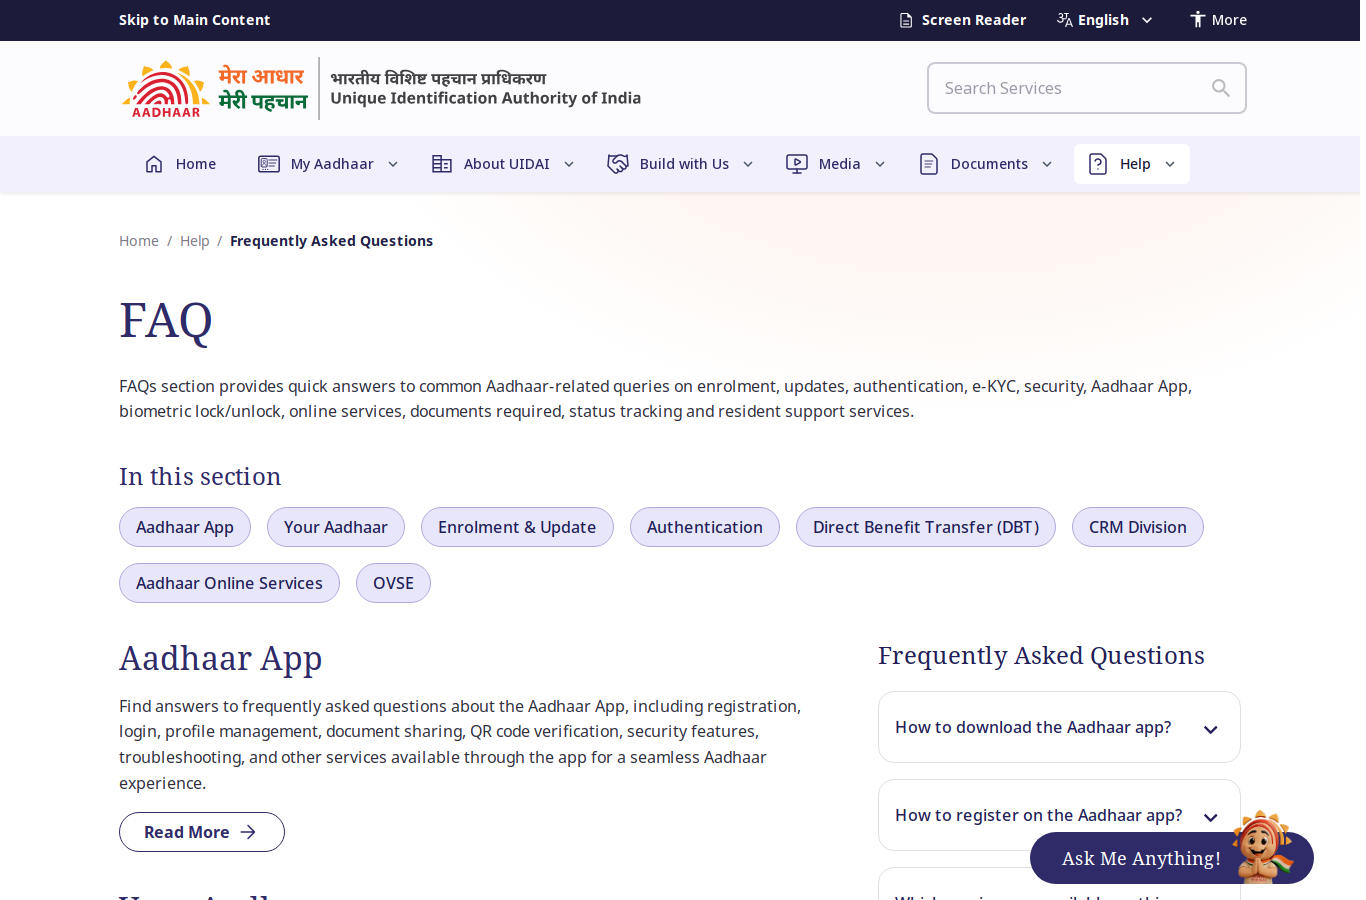 Skip to Main Content
Screen Reader
English
More
AADHAAR
मेरा आधार
मेरी पहचान
भारतीय विशिष्ट पहचान प्राधिकरण
Unique Identification Authority of India
Search Services
Home
My Aadhaar
About UIDAI
Build with Us
Media
Documents
Help
Home / Help / Frequently Asked Questions
FAQ
FAQs section provides quick answers to common Aadhaar-related queries on enrolment, updates, authentication, e-KYC, security, Aadhaar App,
biometric lock/unlock, online services, documents required, status tracking and resident support services.
In this section
Aadhaar App
Your Aadhaar
Enrolment & Update
Authentication
Direct Benefit Transfer (DBT)
CRM Division
Aadhaar Online Services
OVSE
Aadhaar App
Find answers to frequently asked questions about the Aadhaar App, including registration,
login, profile management, document sharing, QR code verification, security features,
troubleshooting, and other services available through the app for a seamless Aadhaar
experience.
Read More
Frequently Asked Questions
How to download the Aadhaar app?
How to register on the Aadhaar app?
Ask Me Anything!